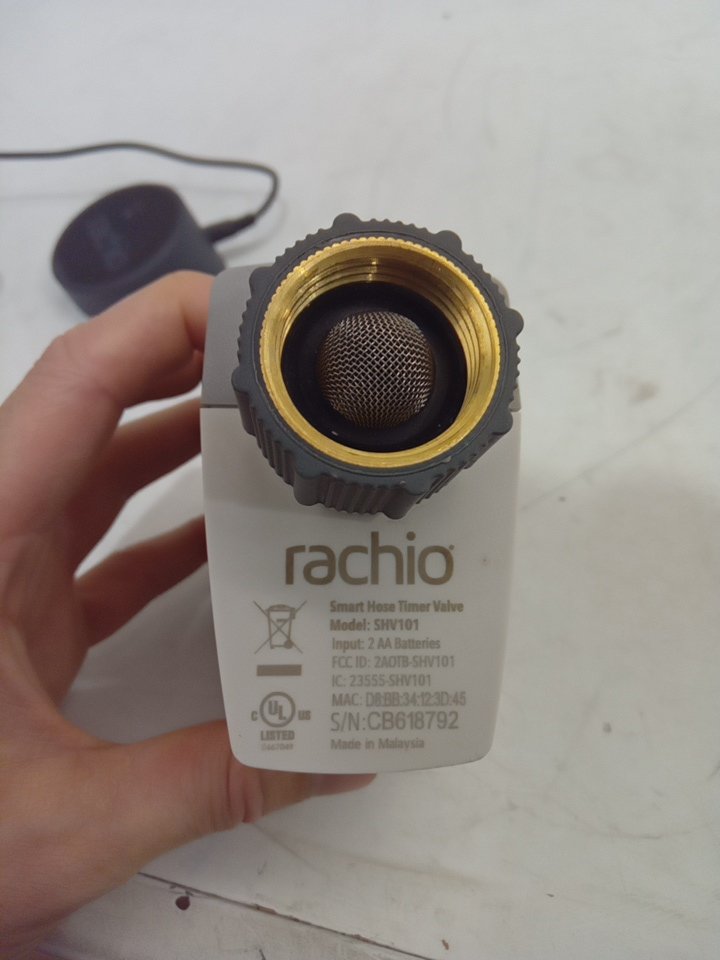 rachio
Smart Hose Timer Valve
Model: SHV101
Input: 2 AA Batteries
FCC ID: 2AOTB-SHV101
IC: 23555-SHV101
MAC: D8:BB:34:12:3D:45
S/N:CB618792
Made in Malaysia
C UL US
LISTED